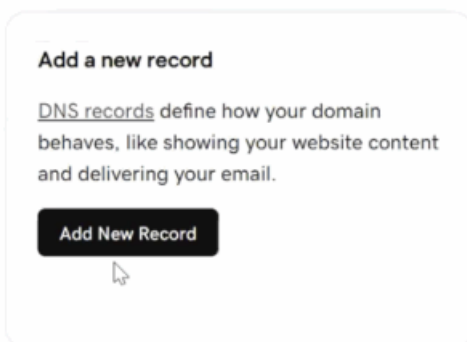 Add a new record
DNS records define how your domain
behaves, like showing your website content
and delivering your email.
Add New Record